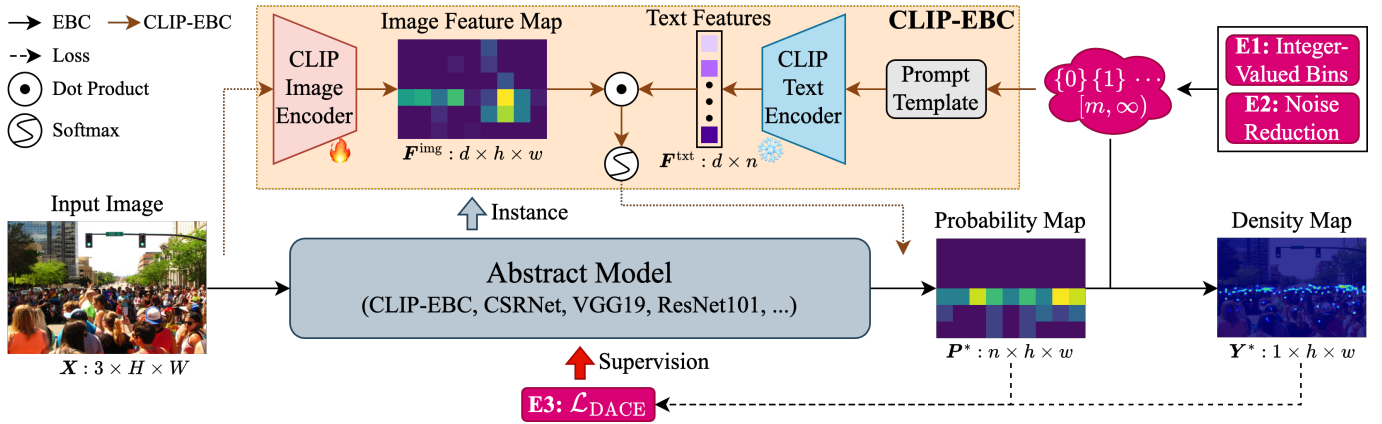 EBC
CLIP-EBC
Loss
Dot Product
Softmax
Image Feature Map
Text Features
CLIP-EBC
CLIP
Image
Encoder
CLIP
Text
Encoder
Prompt
Template
{0} {1} ⋯
[m, ∞)
E1: Integer-
Valued Bins
E2: Noise
Reduction
F^img : d × h × w
F^txt : d × n
Input Image
Instance
Probability Map
Density Map
Abstract Model
(CLIP-EBC, CSRNet, VGG19, ResNet101, ...)
X : 3 × H × W
P* : n × h × w
Y* : 1 × h × w
Supervision
E3: ℒ_DACE